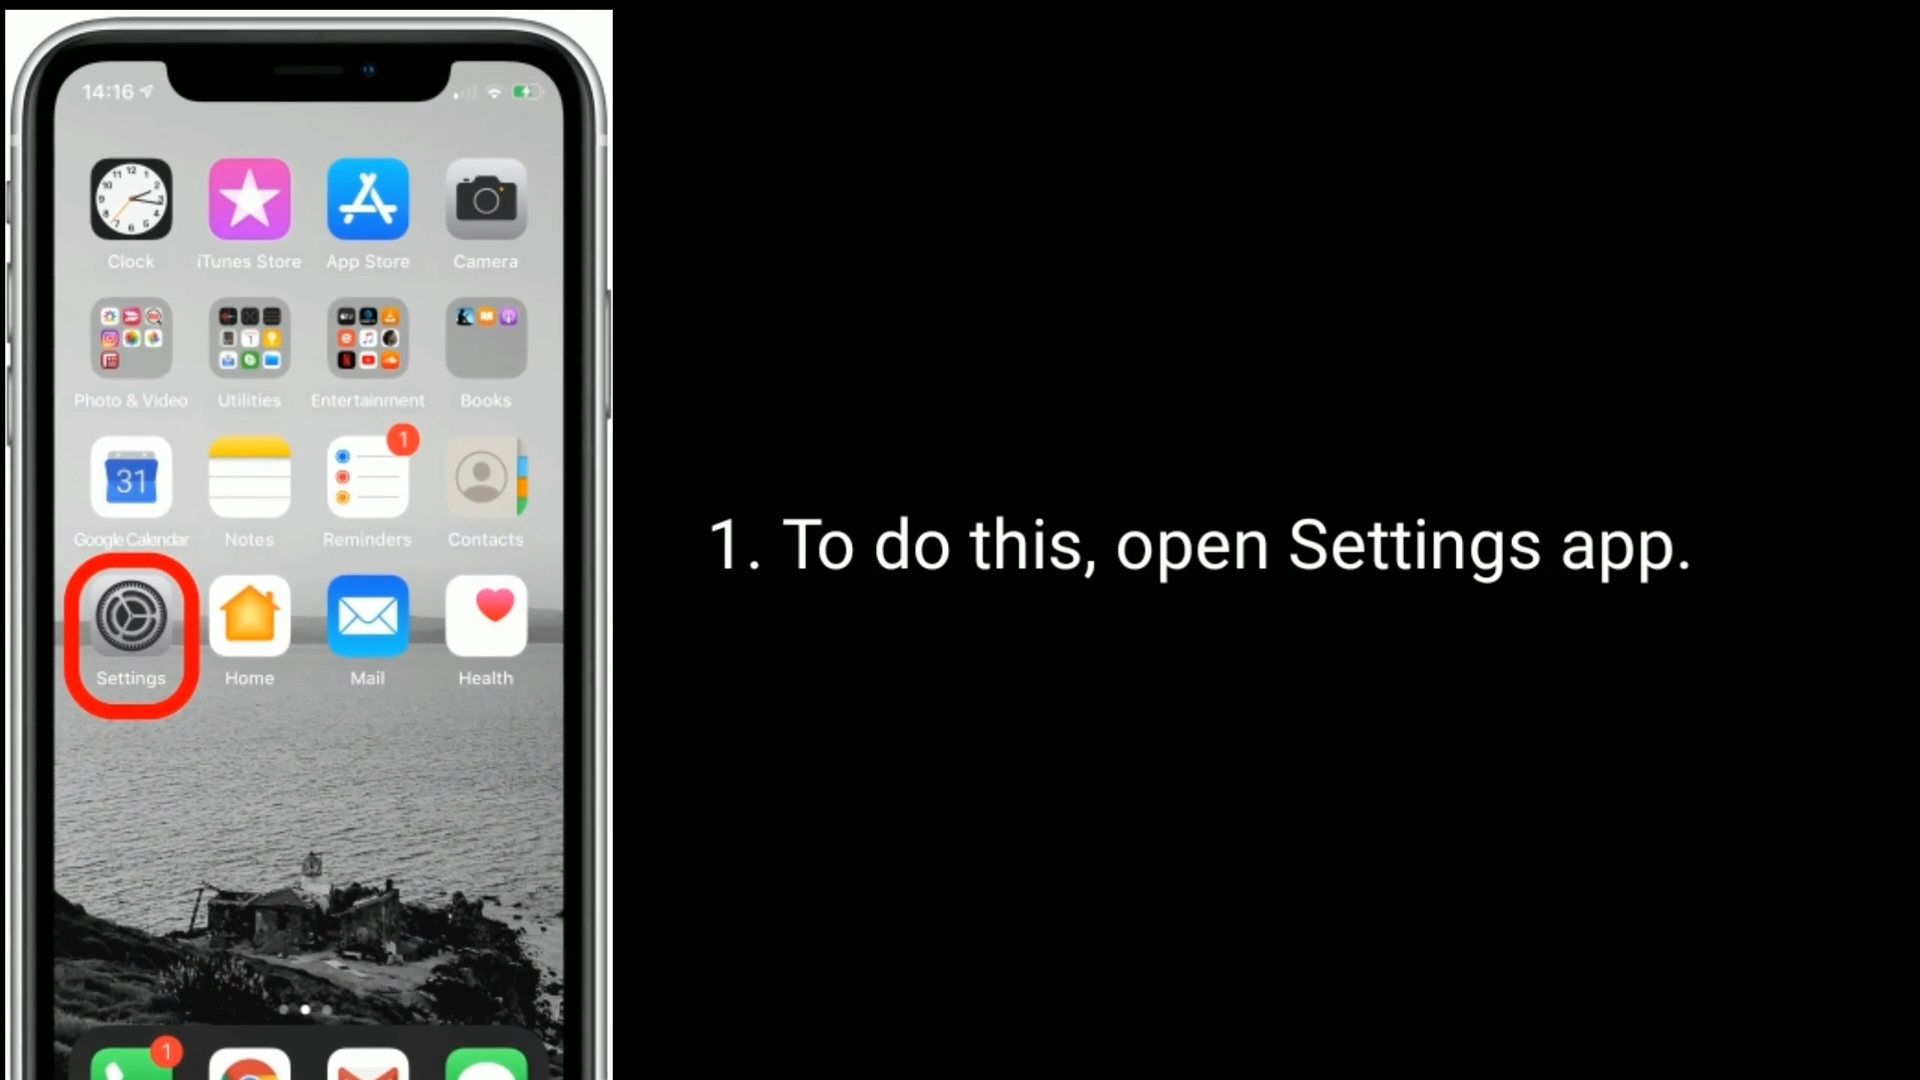 14:16
Clock iTunes Store App Store Camera
Photo & Video Utilities Entertainment Books
1
31
Google Calendar Notes Reminders Contacts
Settings Home Mail Health
1
1. To do this, open Settings app.